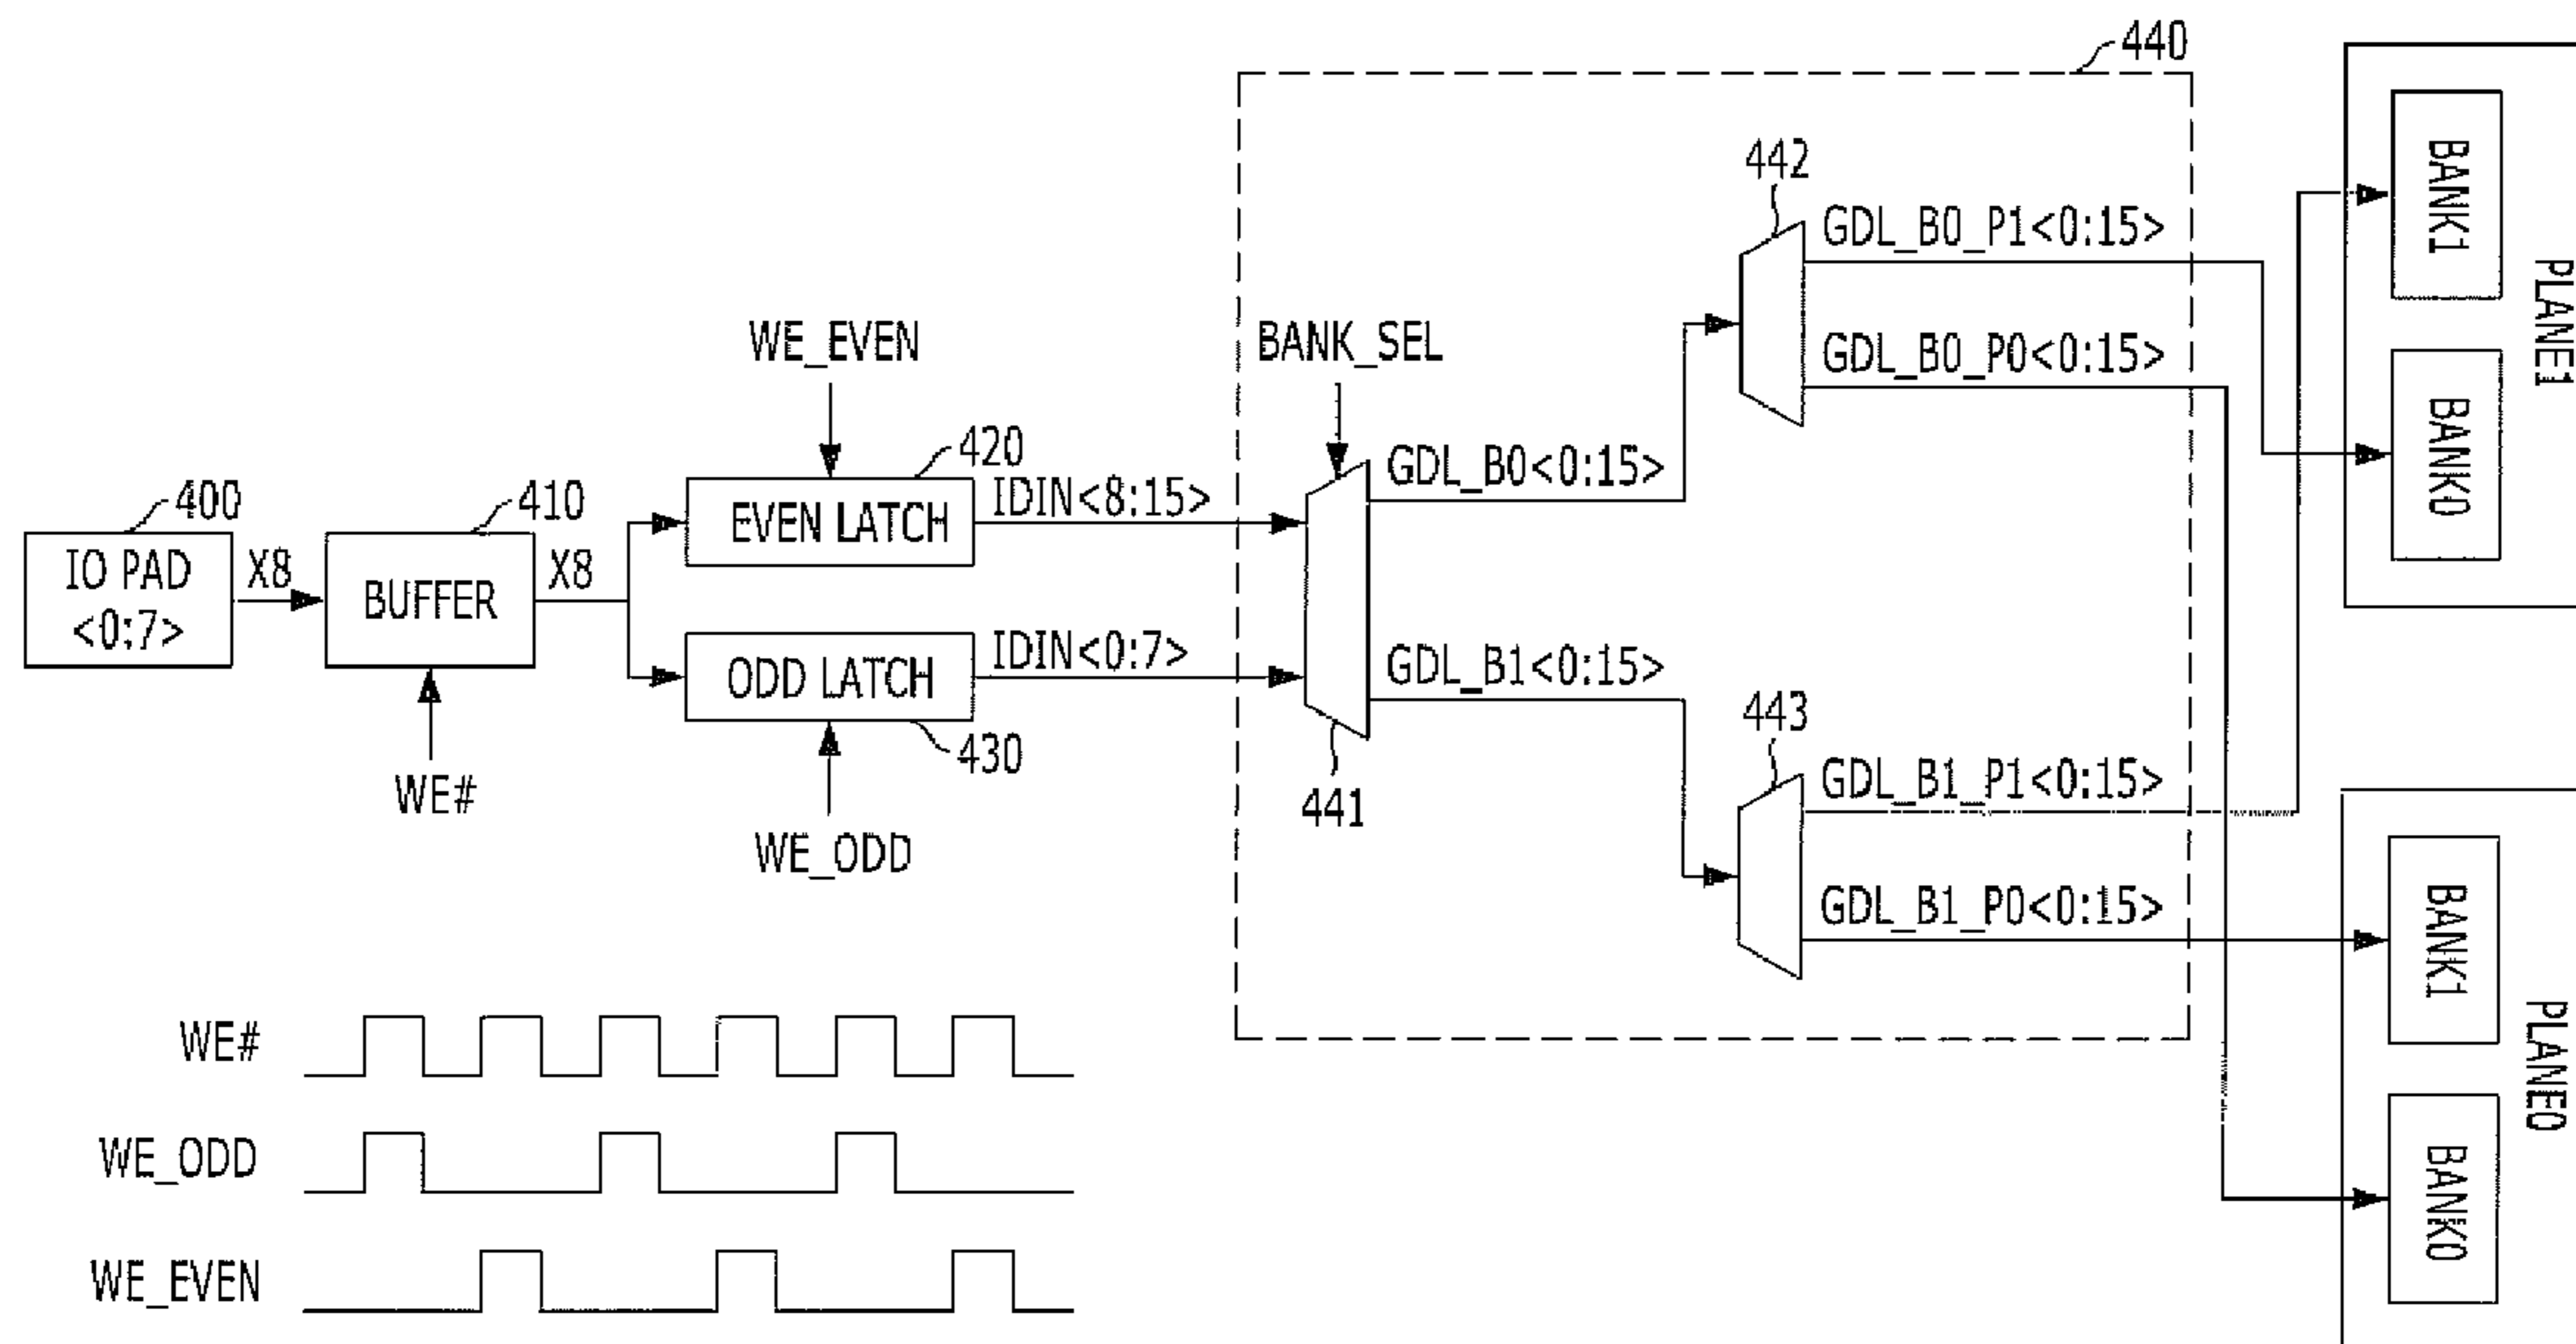 440
442
GDL_B0_P1<0:15>
BANK1
PLANE1
WE_EVEN
BANK_SEL
GDL_B0_P0<0:15>
BANK0
400
410
420
EVEN LATCH
IDIN<8:15>
GDL_B0<0:15>
IO PAD
<0:7>
X8
BUFFER
X8
ODD LATCH
IDIN<0:7>
GDL_B1<0:15>
443
WE#
430
441
GDL_B1_P1<0:15>
WE_ODD
GDL_B1_P0<0:15>
BANK1
PLANE0
BANK0
WE#
WE_ODD
WE_EVEN